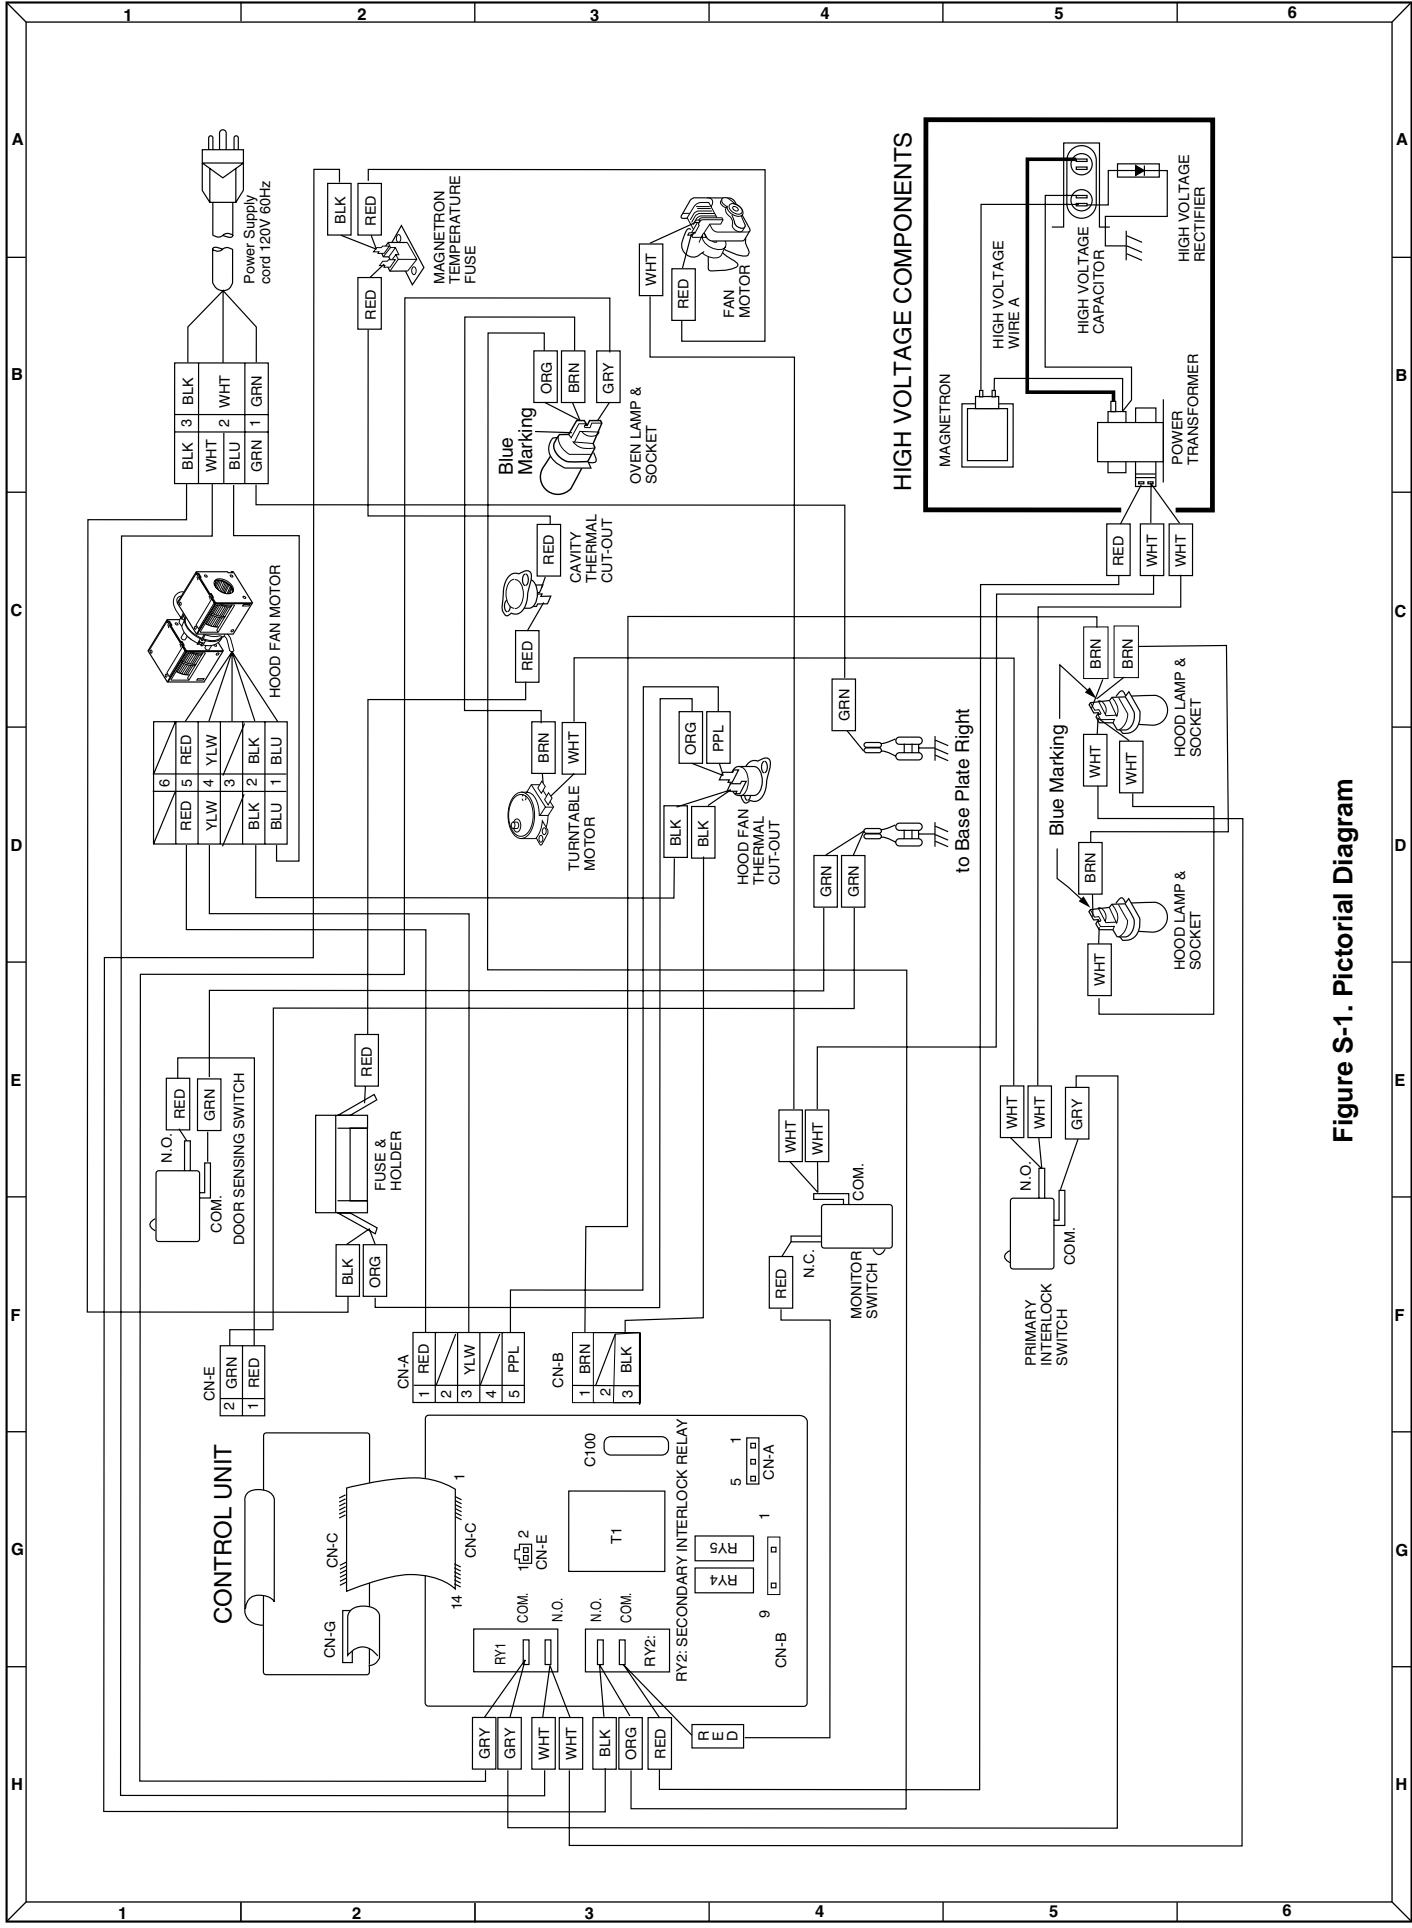 1
2
3
4
5
6
A
B
C
D
E
F
G
H
A
B
C
D
E
F
G
H
1
2
3
4
5
6
Power Supply
cord 120V 60Hz
BLK
3
BLK
WHT
2
WHT
BLU
GRN
1
GRN
BLK
RED
RED
MAGNETRON
TEMPERATURE
FUSE
WHT
RED
FAN
MOTOR
ORG
BRN
GRY
Blue
Marking
OVEN LAMP &
SOCKET
HIGH VOLTAGE COMPONENTS
MAGNETRON
HIGH VOLTAGE
WIRE A
HIGH VOLTAGE
CAPACITOR
HIGH VOLTAGE
RECTIFIER
POWER
TRANSFORMER
RED
WHT
WHT
HOOD FAN MOTOR
6
RED
5
RED
YLW
4
YLW
3
BLK
2
BLK
BLU
1
BLU
RED
RED
CAVITY
THERMAL
CUT-OUT
BRN
WHT
TURNTABLE
MOTOR
ORG
PPL
BLK
BLK
HOOD FAN
THERMAL
CUT-OUT
GRN
GRN
GRN
to Base Plate Right
Blue Marking
BRN
BRN
WHT
WHT
HOOD LAMP &
SOCKET
BRN
WHT
HOOD LAMP &
SOCKET
N.O.
RED
GRN
COM.
DOOR SENSING SWITCH
RED
FUSE &
HOLDER
BLK
ORG
WHT
WHT
COM.
RED
N.C.
MONITOR
SWITCH
WHT
WHT
GRY
N.O.
COM.
PRIMARY
INTERLOCK
SWITCH
CN-E
2
GRN
1
RED
CN-A
1
RED
2
3
YLW
4
5
PPL
CN-B
1
BRN
2
3
BLK
CONTROL UNIT
CN-C
CN-G
1
14
CN-C
1
2
CN-E
C100
T1
RY1
COM.
N.O.
N.O.
COM.
RY2:
RY2: SECONDARY INTERLOCK RELAY
RY4
RY5
5
1
CN-A
9
1
CN-B
GRY
GRY
WHT
WHT
BLK
ORG
RED
RED
Figure S-1. Pictorial Diagram